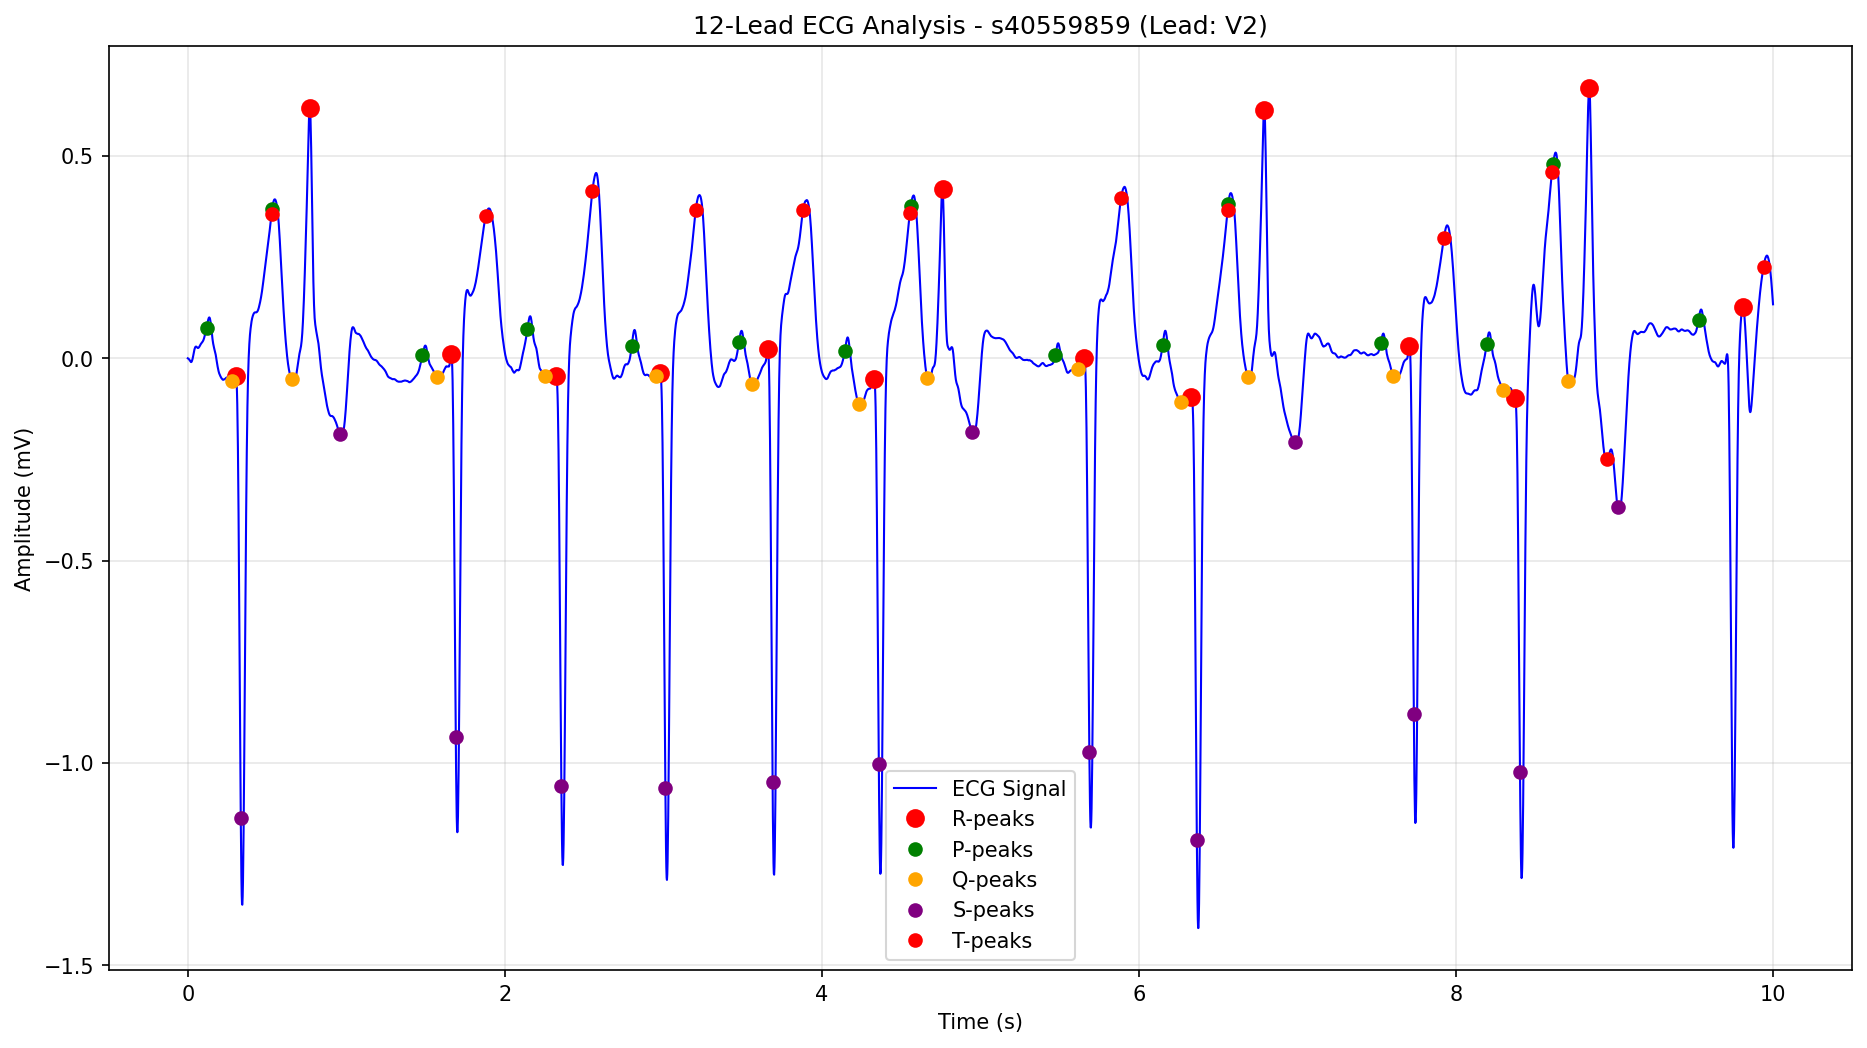 12-Lead ECG Analysis - s40559859 (Lead: V2)
Amplitude (mV)
0.5
0.0
−0.5
−1.0
−1.5
ECG Signal
R-peaks
P-peaks
Q-peaks
S-peaks
T-peaks
0 2 4 6 8 10
Time (s)